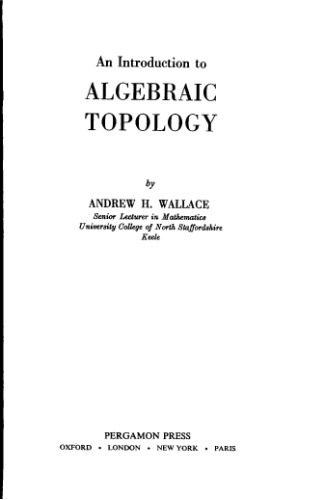 An Introduction to
ALGEBRAIC
TOPOLOGY
by
ANDREW H. WALLACE
Senior Lecturer in Mathematics
University College of North Staffordshire
Keele
PERGAMON PRESS
OXFORD • LONDON • NEW YORK • PARIS